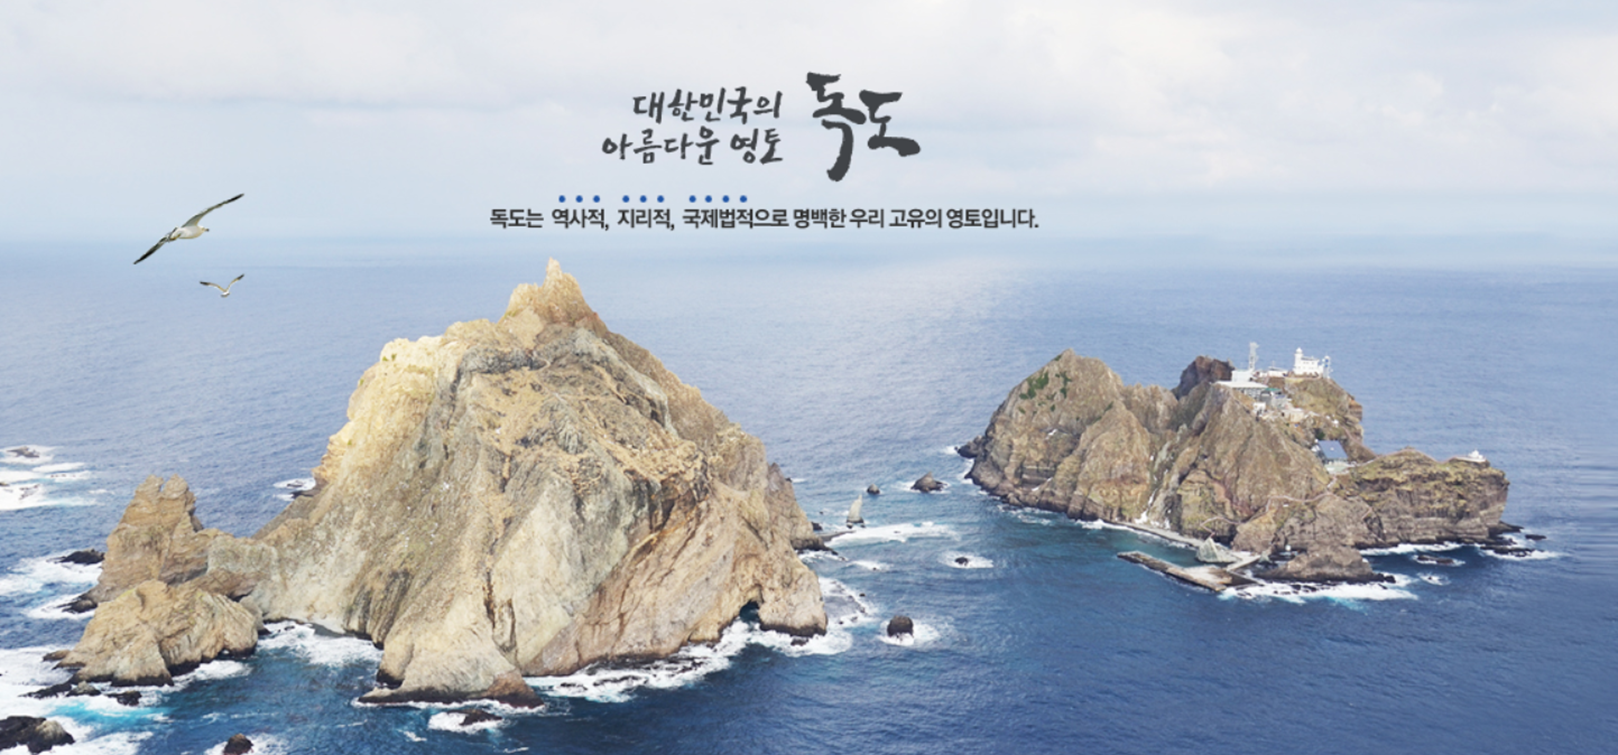 대한민국의
아름다운 영토
독도
독도는 역사적, 지리적, 국제법적으로 명백한 우리 고유의 영토입니다.